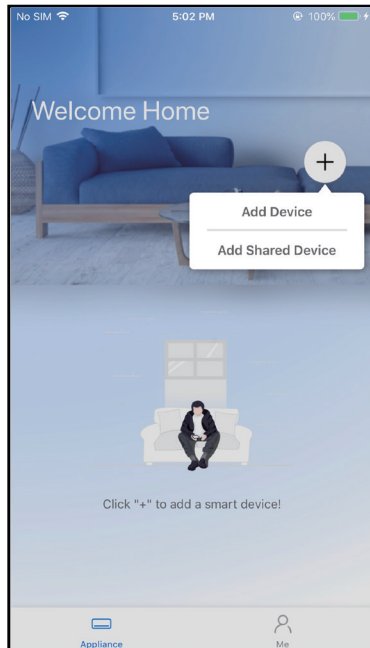 No SIM 5:02 PM 100%
Welcome Home
+
Add Device
Add Shared Device
Click "+" to add a smart device!
Appliance Me